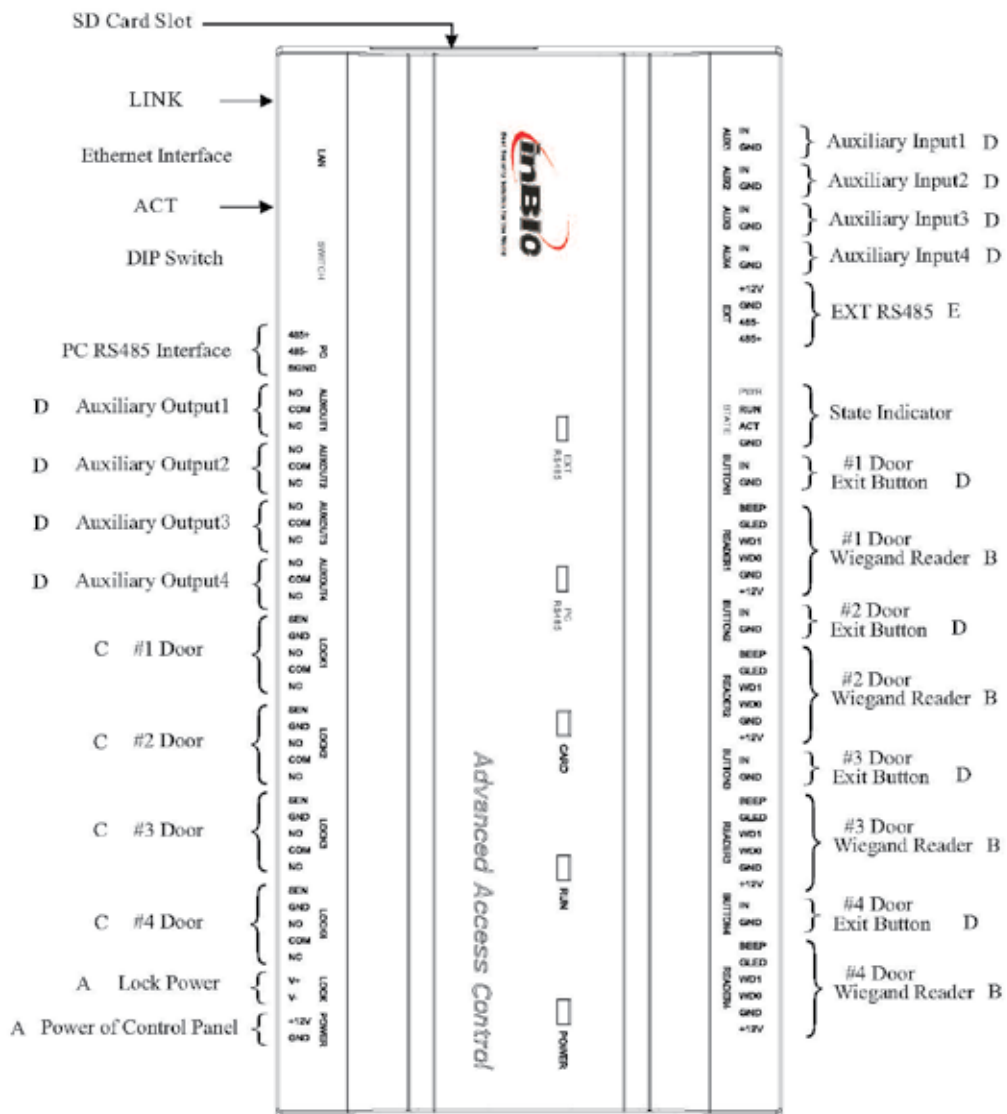 SD Card Slot
LINK
Ethernet Interface
ACT
DIP Switch
PC RS485 Interface
D Auxiliary Output1
D Auxiliary Output2
D Auxiliary Output3
D Auxiliary Output4
C #1 Door
C #2 Door
C #3 Door
C #4 Door
A Lock Power
A Power of Control Panel
LAN
SWITCH
485+
485-
PC
NO
COM
NC
AUXOUT1
NO
COM
NC
AUXOUT2
NO
COM
NC
AUXOUT3
NO
COM
NC
AUXOUT4
SEN
GND
NO
COM
NC
LOCK1
SEN
GND
NO
COM
NC
LOCK2
SEN
GND
NO
COM
NC
LOCK3
SEN
GND
NO
COM
NC
LOCK4
V+
V-
LOCK
+12V
GND
POWER
inBIO
EXT
RS485
PC
RS485
CARD
RUN
POWER
Advanced Access Control
AUX1
IN
GND
AUX2
IN
GND
AUX3
IN
GND
AUX4
IN
GND
EXT
+12V
GND
485-
485+
STATE
PWR
RUN
ACT
GND
BUTTON1
IN
GND
READER1
BEEP
GLED
WD1
WD0
GND
+12V
BUTTON2
IN
GND
READER2
BEEP
GLED
WD1
WD0
GND
+12V
BUTTON3
IN
GND
READER3
BEEP
GLED
WD1
WD0
GND
+12V
BUTTON4
IN
GND
READER4
BEEP
GLED
WD1
WD0
GND
+12V
Auxiliary Input1 D
Auxiliary Input2 D
Auxiliary Input3 D
Auxiliary Input4 D
EXT RS485 E
State Indicator
#1 Door
Exit Button D
#1 Door
Wiegand Reader B
#2 Door
Exit Button D
#2 Door
Wiegand Reader B
#3 Door
Exit Button D
#3 Door
Wiegand Reader B
#4 Door
Exit Button D
#4 Door
Wiegand Reader B